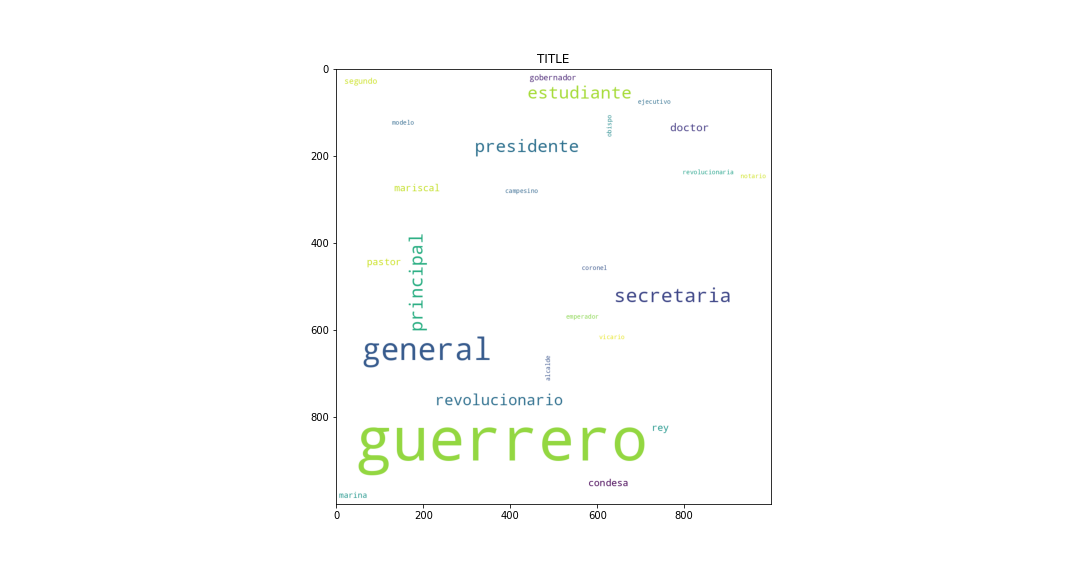 TITLE
0
segundo
gobernador
estudiante
ejecutivo
modelo
obispo
doctor
presidente
200
revolucionaria
notario
mariscal
campesino
400
principal
pastor
coronel
secretaria
emperador
600
vicario
general
alcalde
revolucionario
800
guerrero
rey
condesa
marina
0
200
400
600
800